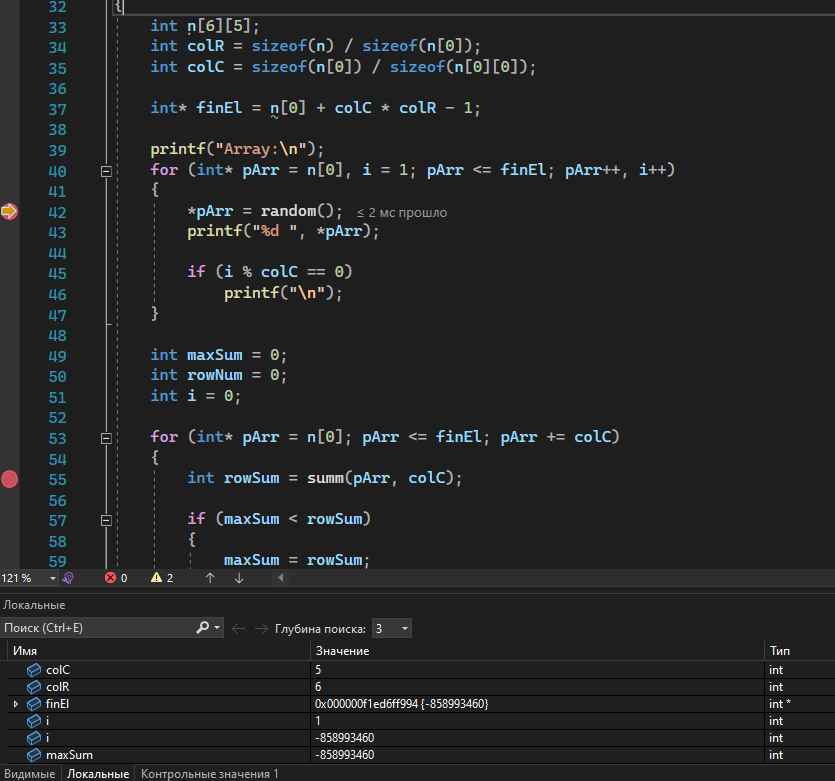 32 {
33 int n[6][5];
34 int colR = sizeof(n) / sizeof(n[0]);
35 int colC = sizeof(n[0]) / sizeof(n[0][0]);
36
37 int* finEl = n[0] + colC * colR - 1;
38
39 printf("Array:\n");
40 for (int* pArr = n[0], i = 1; pArr <= finEl; pArr++, i++)
41 {
42 *pArr = random(); ≤ 2 мс прошло
43 printf("%d ", *pArr);
44
45 if (i % colC == 0)
46 printf("\n");
47 }
48
49 int maxSum = 0;
50 int rowNum = 0;
51 int i = 0;
52
53 for (int* pArr = n[0]; pArr <= finEl; pArr += colC)
54 {
55 int rowSum = summ(pArr, colC);
56
57 if (maxSum < rowSum)
58 {
59 maxSum = rowSum;
121 % 0 2
Локальные
Поиск (Ctrl+E) Глубина поиска: 3
Имя Значение Тип
colC 5 int
colR 6 int
finEl 0x000000f1ed6ff994 {-858993460} int *
i 1 int
i -858993460 int
maxSum -858993460 int
Видимые Локальные Контрольные значения 1